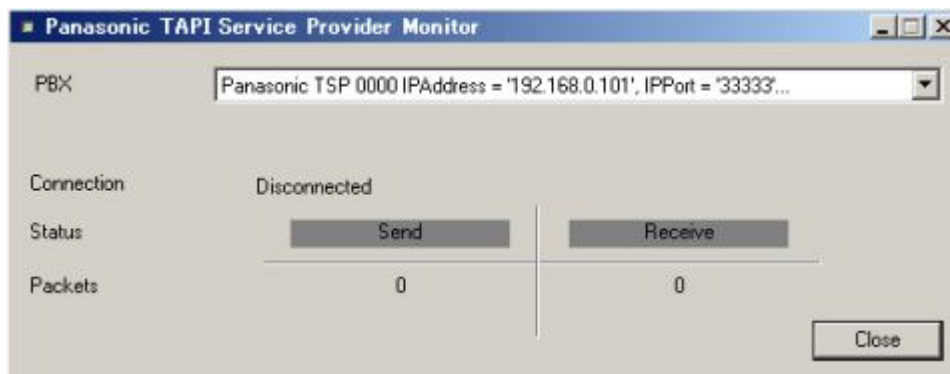 Panasonic TAPI Service Provider Monitor
PBX Panasonic TSP 0000 IPAddress = '192.168.0.101', IPPort = '33333'...
Connection Disconnected
Status Send Receive
Packets 0 0
Close